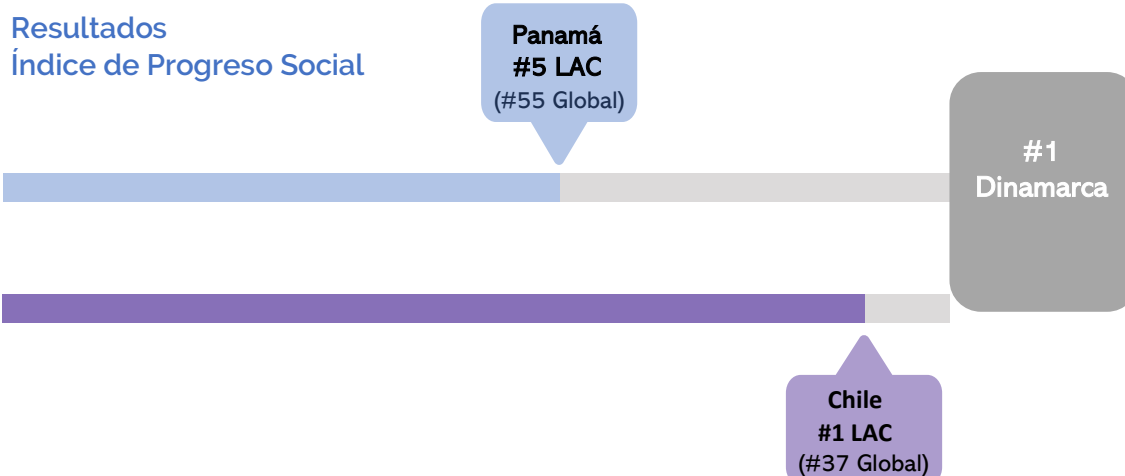 Resultados
Índice de Progreso Social
Panamá
#5 LAC
(#55 Global)
#1
Dinamarca
Chile
#1 LAC
(#37 Global)